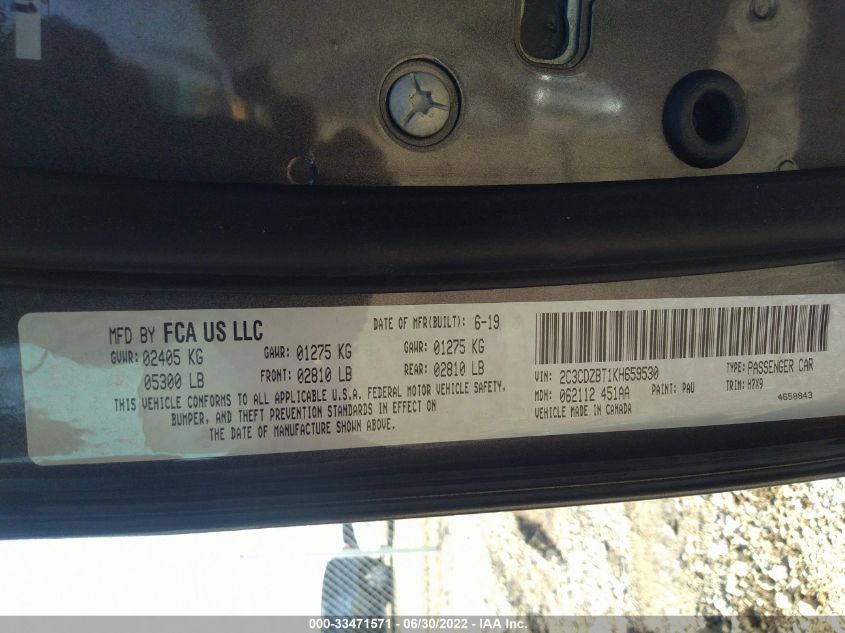 MFD BY FCA US LLC
DATE OF MFR(BUILT): 6-19
GVWR: 02405 KG
GAWR: 01275 KG
GAWR: 01275 KG
05300 LB
FRONT: 02810 LB
REAR: 02810 LB
THIS VEHICLE CONFORMS TO ALL APPLICABLE U.S.A. FEDERAL MOTOR VEHICLE SAFETY,
BUMPER, AND THEFT PREVENTION STANDARDS IN EFFECT ON
THE DATE OF MANUFACTURE SHOWN ABOVE.
VIN: 2C3CDZBT1KH659530
TYPE: PASSENGER CAR
MDH: 062112 451AA
PAINT: PAU
TRIM: H7X9
VEHICLE MADE IN CANADA
4658843
000-33471571 / 06/30/2022 - IAA Inc.